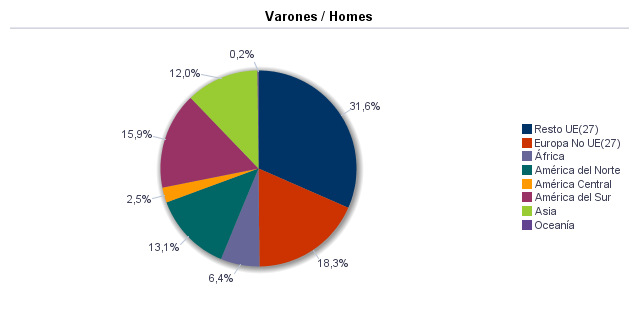 Varones / Homes
0,2%
12,0%
31,6%
15,9%
2,5%
13,1%
6,4%
18,3%
Resto UE(27)
Europa No UE(27)
África
América del Norte
América Central
América del Sur
Asia
Oceanía